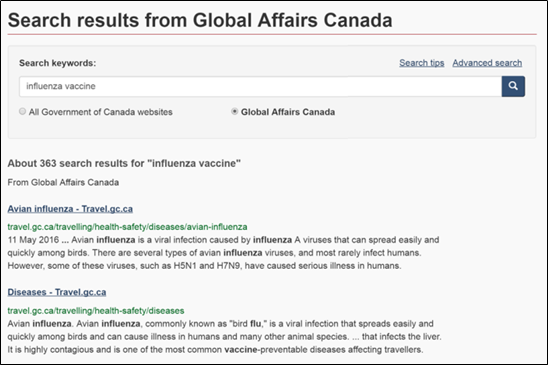 Search results from Global Affairs Canada
Search keywords:
Search tips Advanced search
influenza vaccine
All Government of Canada websites Global Affairs Canada
About 363 search results for "influenza vaccine"
From Global Affairs Canada
Avian influenza - Travel.gc.ca
travel.gc.ca/travelling/health-safety/diseases/avian-influenza
11 May 2016 ... Avian influenza is a viral infection caused by influenza A viruses that can spread easily and
quickly among birds. There are several types of avian influenza viruses, and most rarely infect humans.
However, some of these viruses, such as H5N1 and H7N9, have caused serious illness in humans.
Diseases - Travel.gc.ca
travel.gc.ca/travelling/health-safety/diseases
Avian influenza. Avian influenza, commonly known as "bird flu," is a viral infection that spreads easily and
quickly among birds and can cause illness in humans and many other animal species. ... that infects the liver.
It is highly contagious and is one of the most common vaccine-preventable diseases affecting travellers.